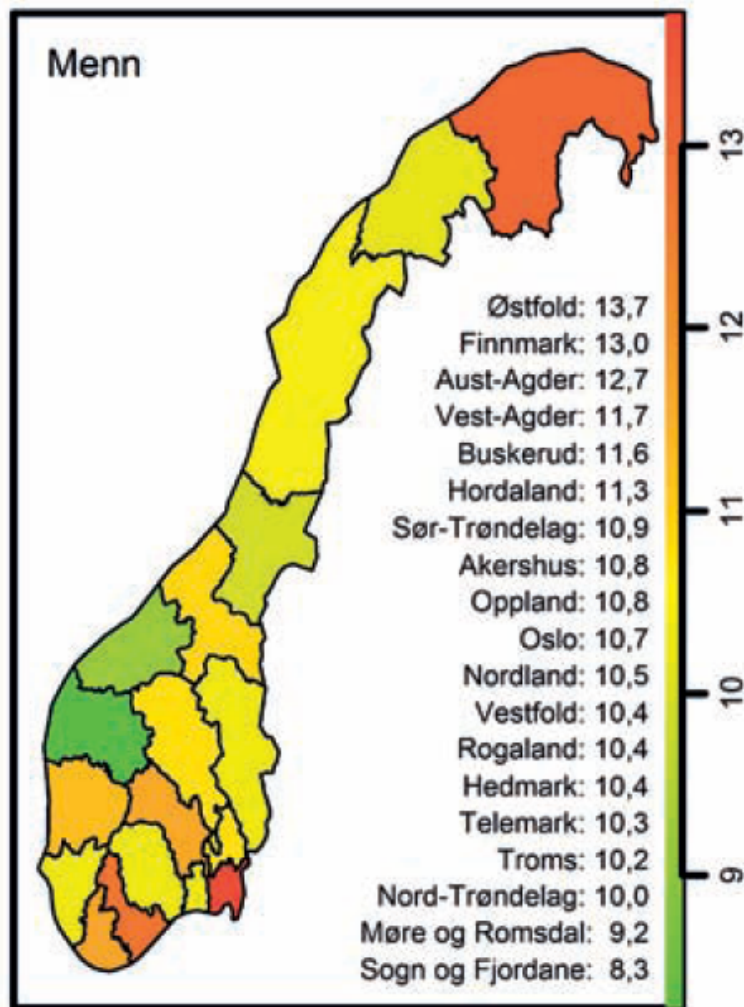 Menn
Østfold: 13,7
Finnmark: 13,0
Aust-Agder: 12,7
Vest-Agder: 11,7
Buskerud: 11,6
Hordaland: 11,3
Sør-Trøndelag: 10,9
Akershus: 10,8
Oppland: 10,8
Oslo: 10,7
Nordland: 10,5
Vestfold: 10,4
Rogaland: 10,4
Hedmark: 10,4
Telemark: 10,3
Troms: 10,2
Nord-Trøndelag: 10,0
Møre og Romsdal: 9,2
Sogn og Fjordane: 8,3
13
12
11
10
9